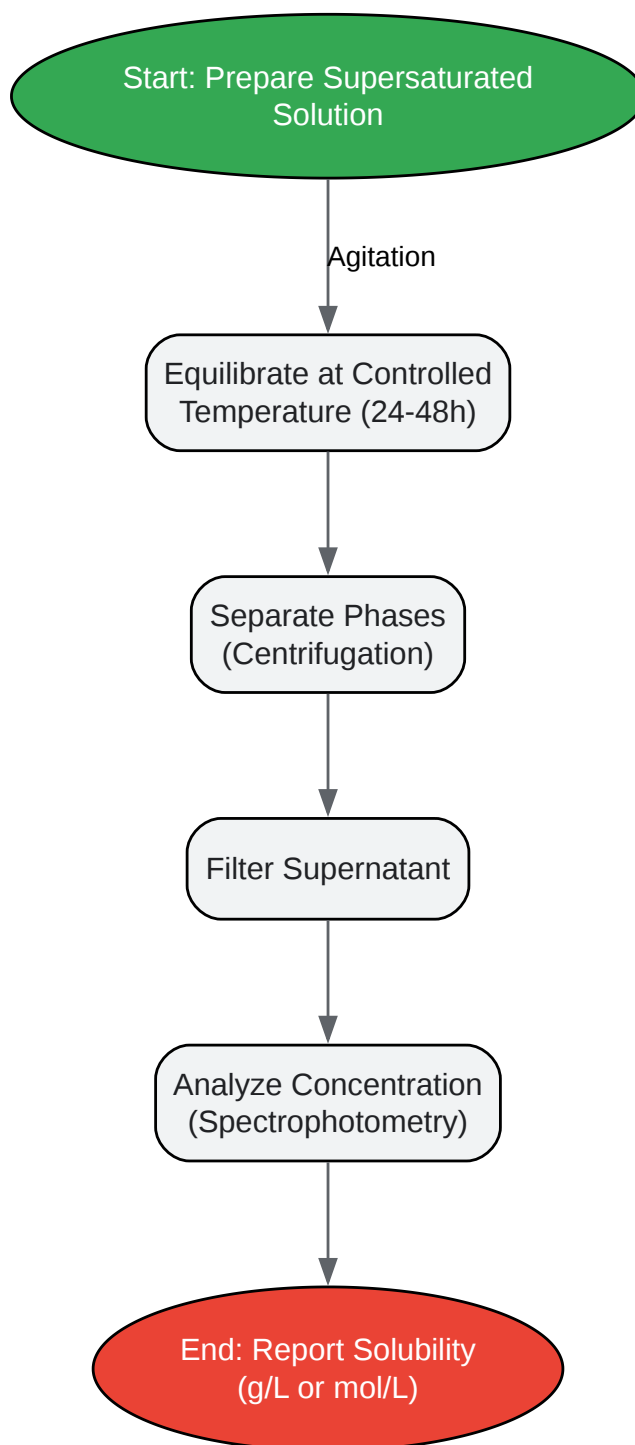 Start: Prepare Supersaturated
Solution
Agitation
Equilibrate at Controlled
Temperature (24-48h)
Separate Phases
(Centrifugation)
Filter Supernatant
Analyze Concentration
(Spectrophotometry)
End: Report Solubility
(g/L or mol/L)